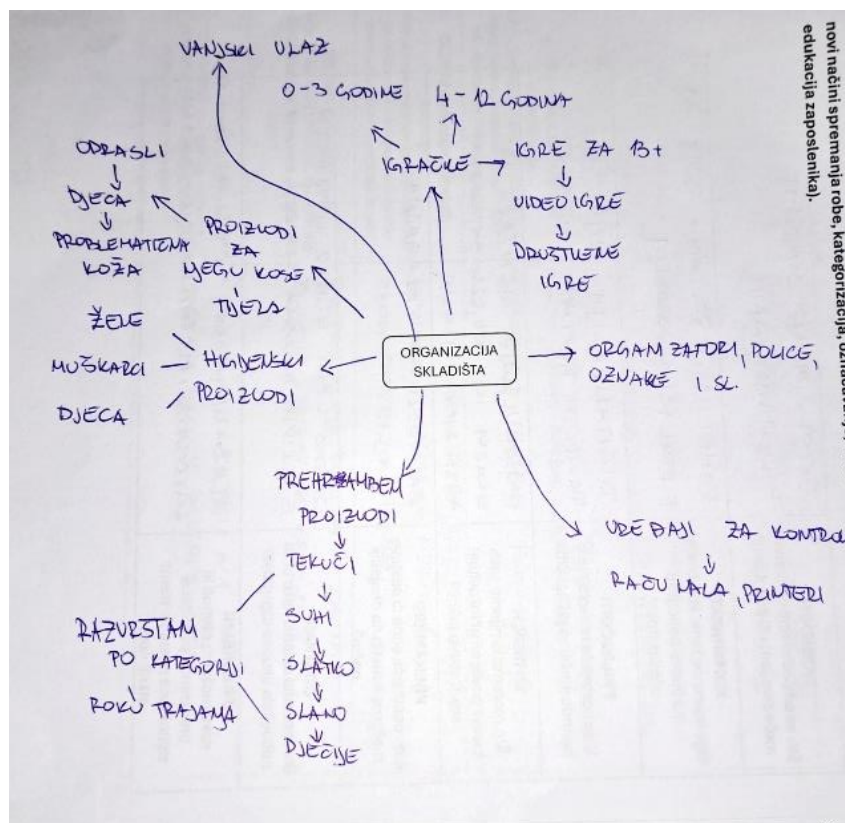 novi načini spremanja robe, kategorizacija,
edukacija zaposlenika).
VANJSKI ULAZ
0-3 GODINE
4-12 GODINA
IGRAČKE
IGRE ZA 13+
VIDEO IGRE
DRUŠTVENE
IGRE
ODRASLI
DJECA
PROBLEMATIČNA
KOŽA
PROIZVODI
ZA
NJEGU KOSE
I
TIJELA
ŽENE
MUŠKARCI
DJECA
HIGIJENSKI
PROIZVODI
ORGANIZACIJA
SKLADIŠTA
ORGANIZATORI, POLICE,
OZNAKE I SL.
PREHRAMBENI
PROIZVODI
TEKUĆI
SUHI
SLATKO
SLANO
DJEČIJE
RAZVRSTANI
PO KATEGORIJI
I
ROKU TRAJANJA
UREĐAJI ZA KONTROL
RAČUNALA, PRINTERI